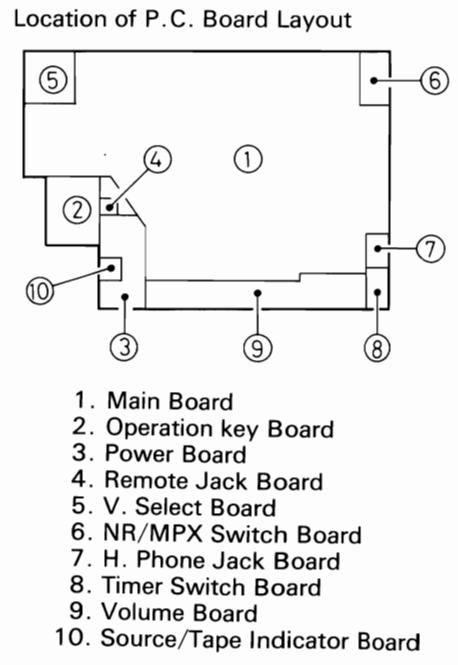 Location of P.C. Board Layout
5
6
4
1
2
7
10
3
9
8
1. Main Board
2. Operation key Board
3. Power Board
4. Remote Jack Board
5. V. Select Board
6. NR/MPX Switch Board
7. H. Phone Jack Board
8. Timer Switch Board
9. Volume Board
10. Source/Tape Indicator Board